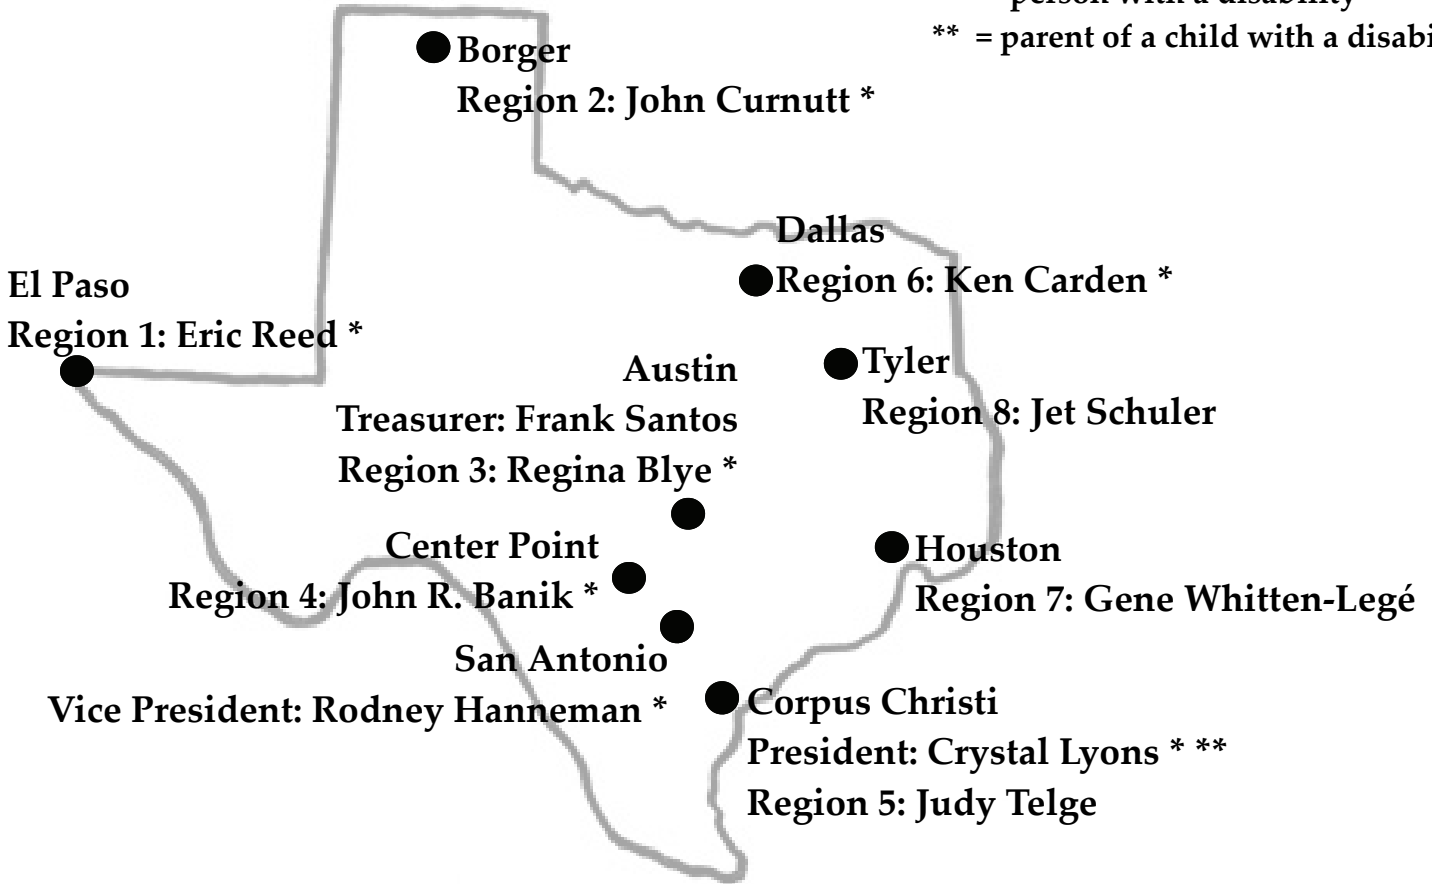 person with a disability
** = parent of a child with a disabi
Borger
Region 2: John Curnutt *
Dallas
Region 6: Ken Carden *
El Paso
Region 1: Eric Reed *
Austin
Treasurer: Frank Santos
Region 3: Regina Blye *
Tyler
Region 8: Jet Schuler
Center Point
Region 4: John R. Banik *
Houston
Region 7: Gene Whitten-Legé
San Antonio
Vice President: Rodney Hanneman *
Corpus Christi
President: Crystal Lyons * **
Region 5: Judy Telge